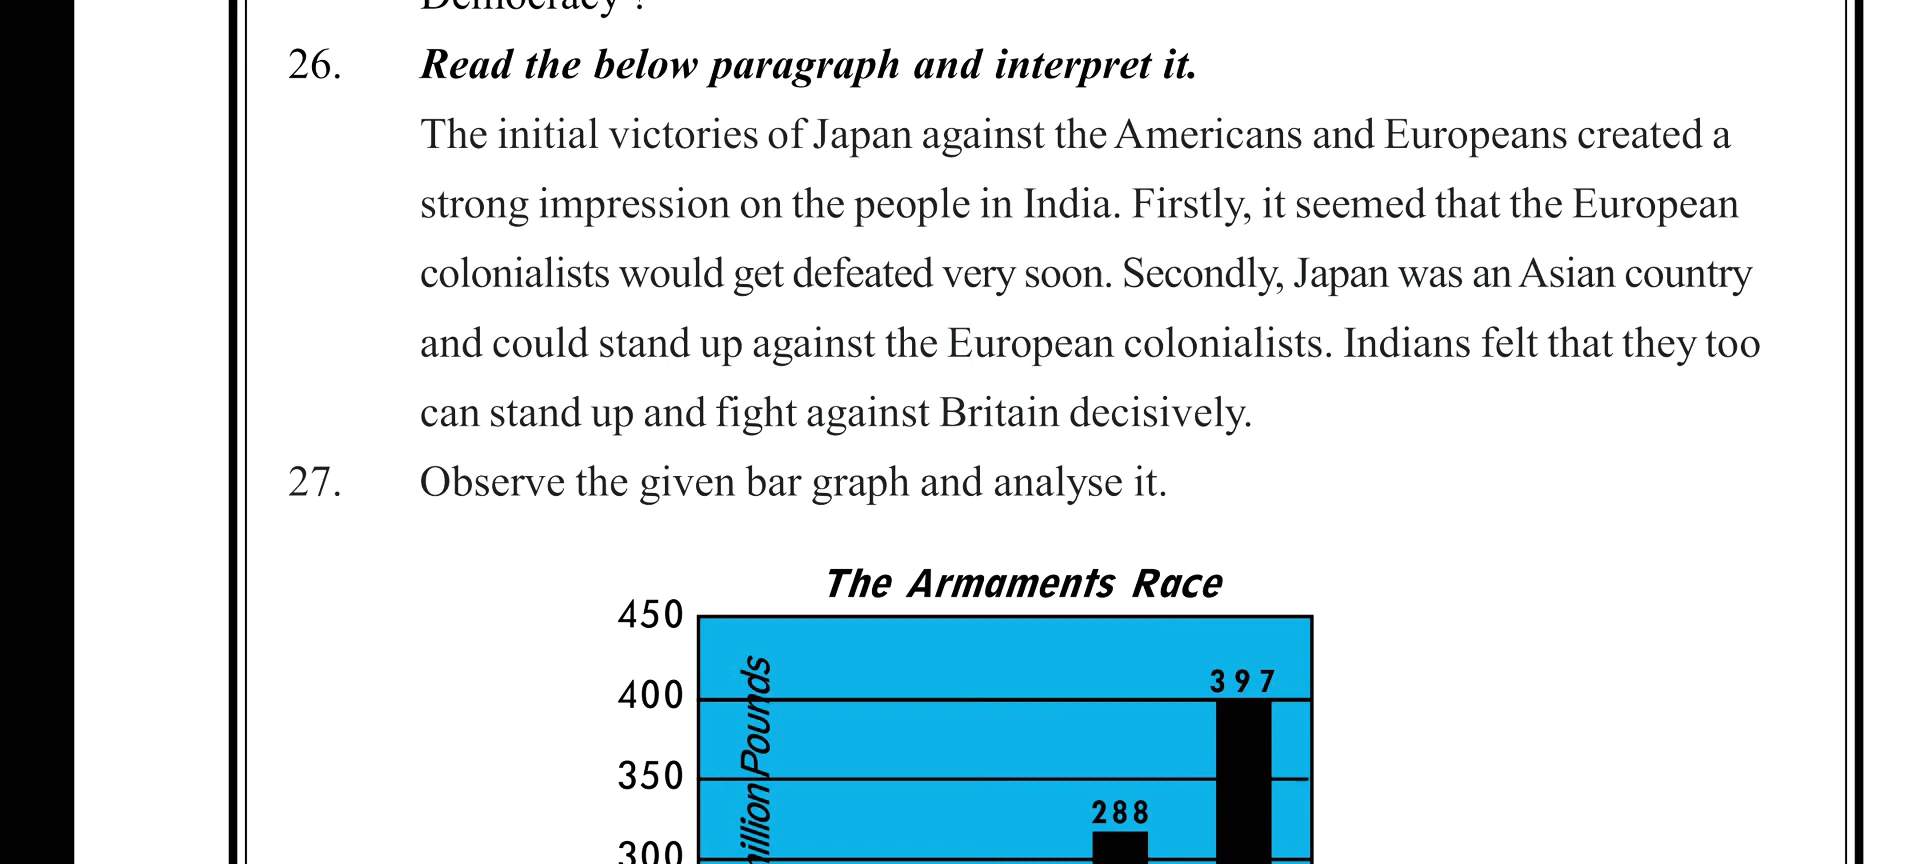 Democracy ?
26. Read the below paragraph and interpret it.
The initial victories of Japan against the Americans and Europeans created a
strong impression on the people in India. Firstly, it seemed that the European
colonialists would get defeated very soon. Secondly, Japan was an Asian country
and could stand up against the European colonialists. Indians felt that they too
can stand up and fight against Britain decisively.
27. Observe the given bar graph and analyse it.
The Armaments Race
450
400
350
300
million Pounds
397
288